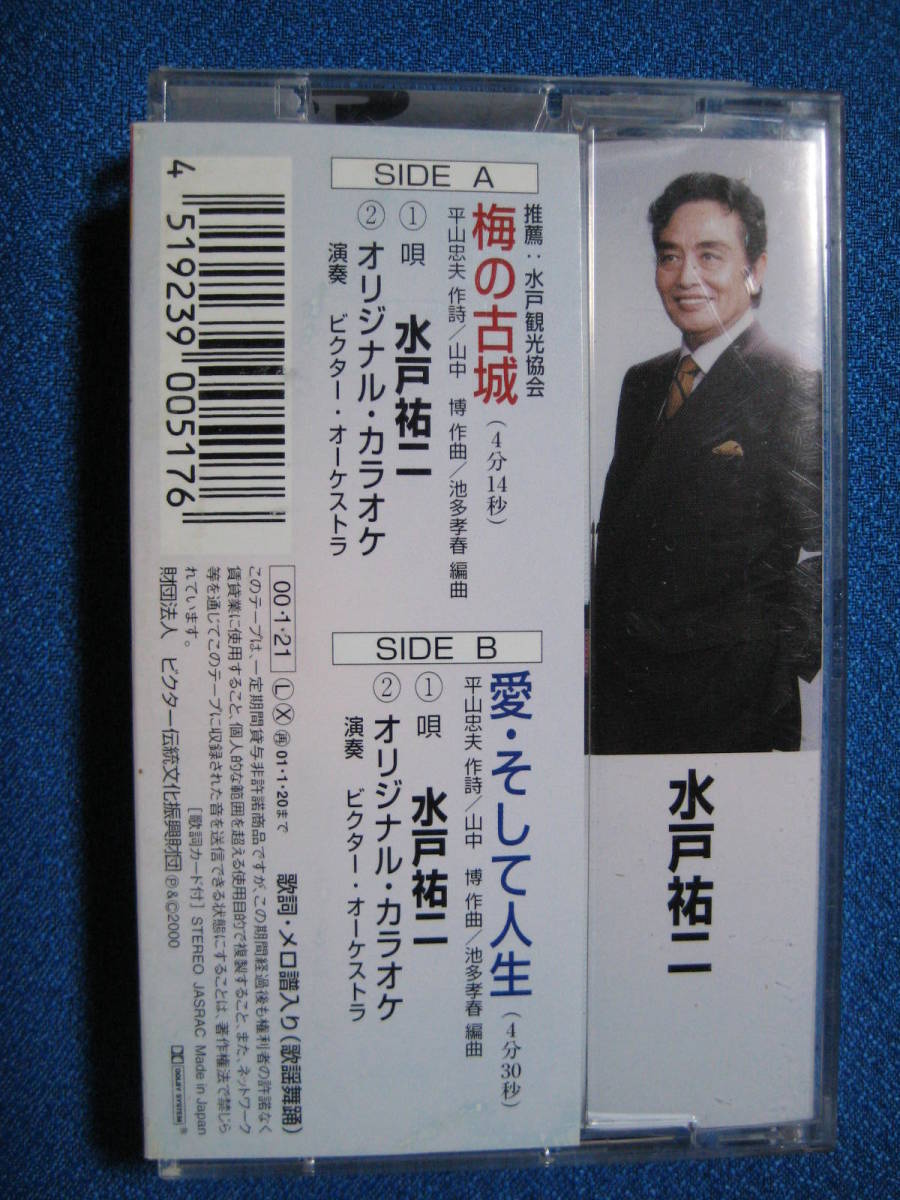 水戸祐二
SIDE A
推薦:水戸観光協会
梅の古城(4分14秒)
平山忠夫 作詩/山中 博 作曲/池多孝春 編曲
① 唄 水戸祐二
② オリジナル・カラオケ
演奏 ビクター・オーケストラ
SIDE B
愛・そして人生(4分30秒)
平山忠夫 作詩/山中 博 作曲/池多孝春 編曲
① 唄 水戸祐二
② オリジナル・カラオケ
演奏 ビクター・オーケストラ
4 519239 005176
00・1・21 Ⓛ Ⓧ ㊢ 01・1・20まで 歌詞・メロ譜入り(歌謡舞踊)
このテープは、一定期間貸与非許諾商品ですが、この期間経過後も権利者の許諾なく
賃貸業に使用すること、個人的な範囲を超える使用目的で複製すること、また、ネットワーク
等を通じてこのテープに収録された音を送信できる状態にすることは、著作権法で禁じら
れています。 [歌詞カード付] STEREO JASRAC Made in Japan
財団法人 ビクター伝統文化振興財団 Ⓟ&©2000
DOLBY SYSTEM ®